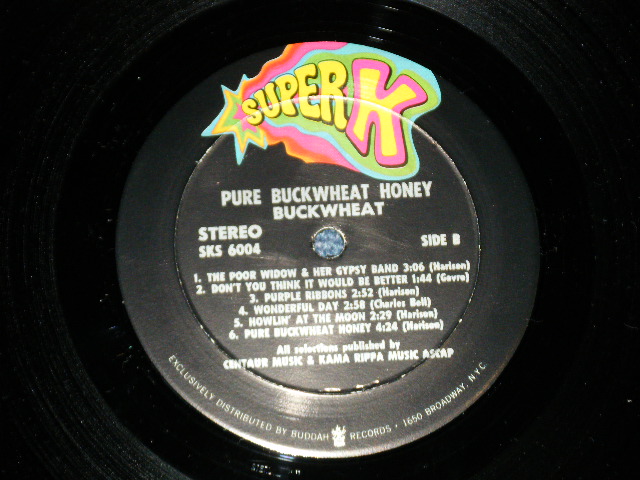 SUPER K
PURE BUCKWHEAT HONEY
BUCKWHEAT
STEREO
SKS 6004
SIDE B
1. THE POOR WIDOW & HER GYPSY BAND 3:06 (Harison)
2. DON'T YOU THINK IT WOULD BE BETTER 1:44 (Govro)
3. PURPLE RIBBONS 2:52 (Harison)
4. WONDERFUL DAY 2:58 (Charles Bell)
5. HOWLIN' AT THE MOON 2:29 (Harison)
6. PURE BUCKWHEAT HONEY 4:24 (Harison)
All selections published by
CENTAUR MUSIC & KAMA RIPPA MUSIC ASCAP
EXCLUSIVELY DISTRIBUTED BY BUDDAH RECORDS • 1650 BROADWAY, N.Y.C